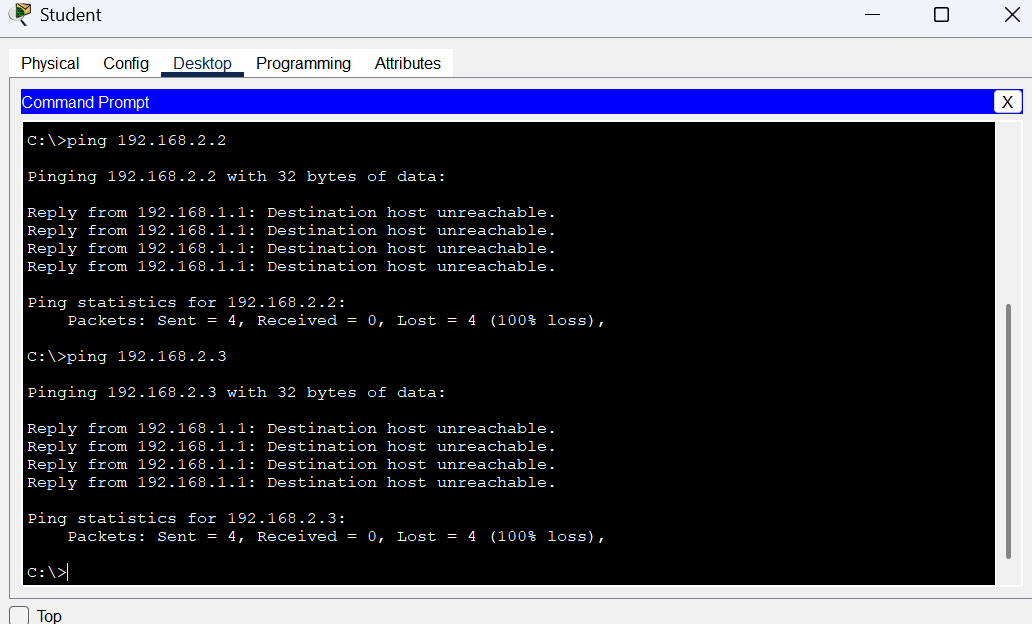 Student
Physical Config Desktop Programming Attributes
Command Prompt
X
C:\>ping 192.168.2.2
Pinging 192.168.2.2 with 32 bytes of data:
Reply from 192.168.1.1: Destination host unreachable.
Reply from 192.168.1.1: Destination host unreachable.
Reply from 192.168.1.1: Destination host unreachable.
Reply from 192.168.1.1: Destination host unreachable.
Ping statistics for 192.168.2.2:
    Packets: Sent = 4, Received = 0, Lost = 4 (100% loss),
C:\>ping 192.168.2.3
Pinging 192.168.2.3 with 32 bytes of data:
Reply from 192.168.1.1: Destination host unreachable.
Reply from 192.168.1.1: Destination host unreachable.
Reply from 192.168.1.1: Destination host unreachable.
Reply from 192.168.1.1: Destination host unreachable.
Ping statistics for 192.168.2.3:
    Packets: Sent = 4, Received = 0, Lost = 4 (100% loss),
C:\>
Top